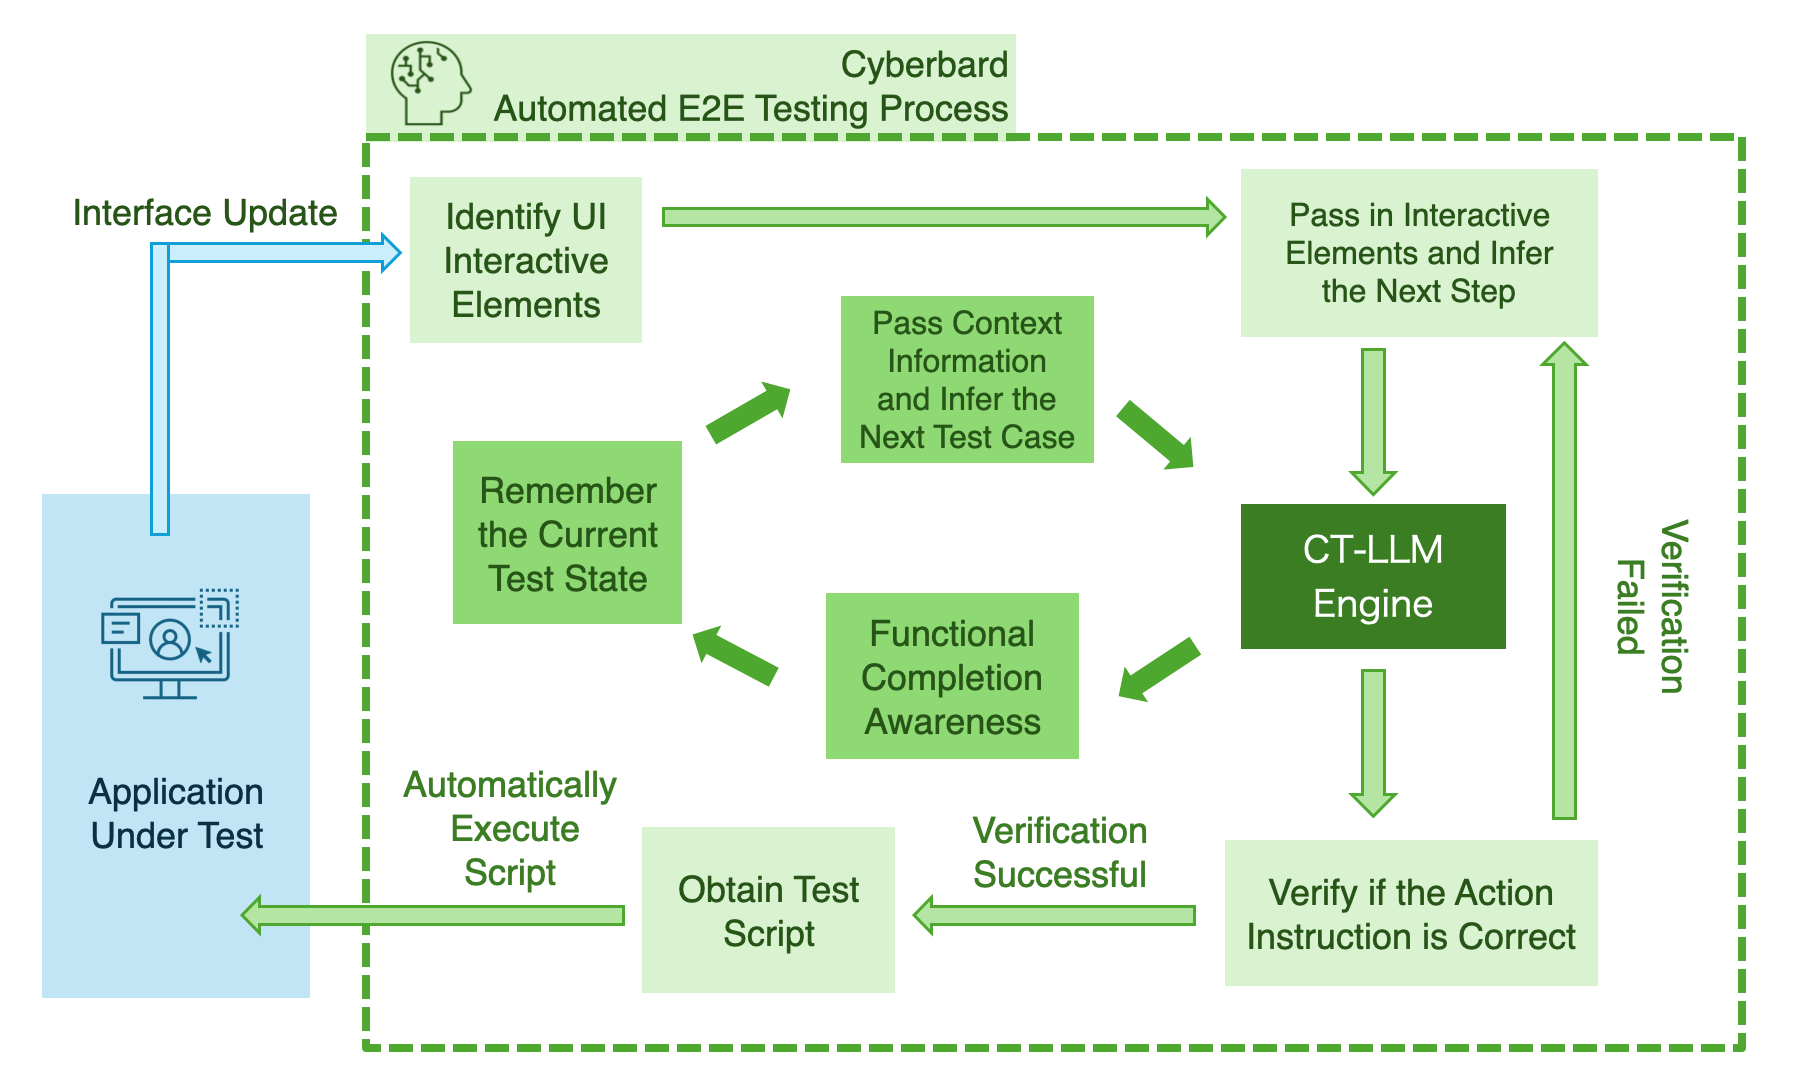 Cyberbard
Automated E2E Testing Process
Interface Update
Identify UI
Interactive
Elements
Pass in Interactive
Elements and Infer
the Next Step
Pass Context
Information
and Infer the
Next Test Case
Remember
the Current
Test State
CT-LLM
Engine
Verification
Failed
Functional
Completion
Awareness
Application
Under Test
Automatically
Execute
Script
Obtain Test
Script
Verification
Successful
Verify if the Action
Instruction is Correct